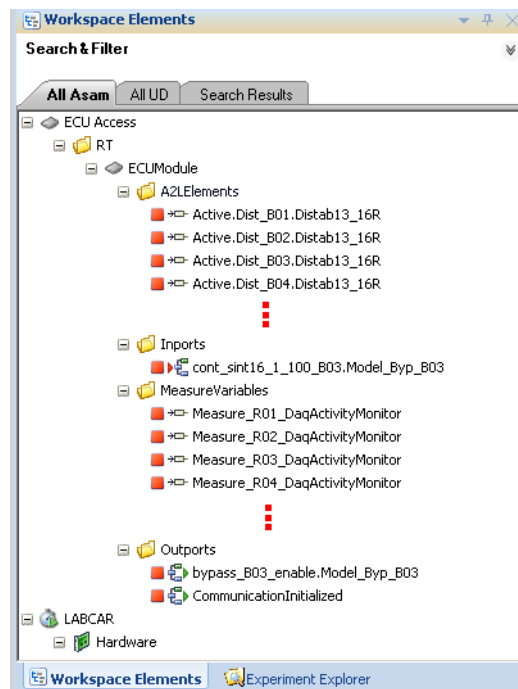 Workspace Elements
Search & Filter
All Asam All UD Search Results
ECU Access
RT
ECUModule
A2LElements
Active.Dist_B01.Distab13_16R
Active.Dist_B02.Distab13_16R
Active.Dist_B03.Distab13_16R
Active.Dist_B04.Distab13_16R
Inports
cont_sint16_1_100_B03.Model_Byp_B03
MeasureVariables
Measure_R01_DaqActivityMonitor
Measure_R02_DaqActivityMonitor
Measure_R03_DaqActivityMonitor
Measure_R04_DaqActivityMonitor
Outports
bypass_B03_enable.Model_Byp_B03
CommunicationInitialized
LABCAR
Hardware
Workspace Elements Experiment Explorer